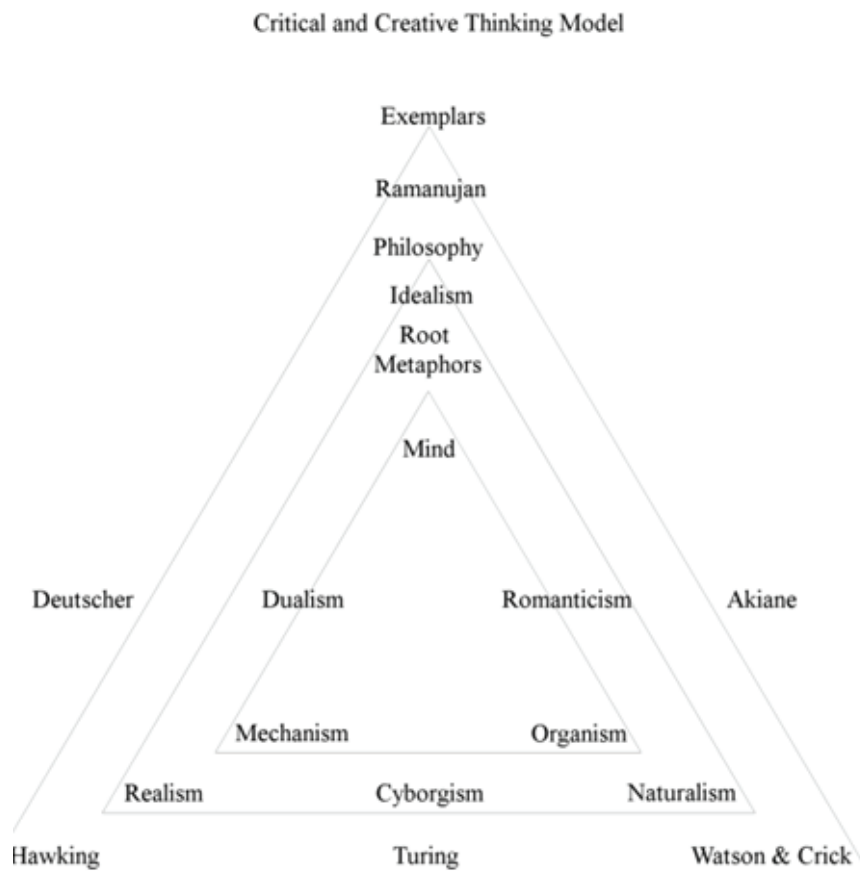 Critical and Creative Thinking Model
Exemplars
Ramanujan
Philosophy
Idealism
Root
Metaphors
Mind
Deutscher
Dualism
Romanticism
Akiane
Mechanism
Organism
Realism
Cyborgism
Naturalism
Hawking
Turing
Watson & Crick